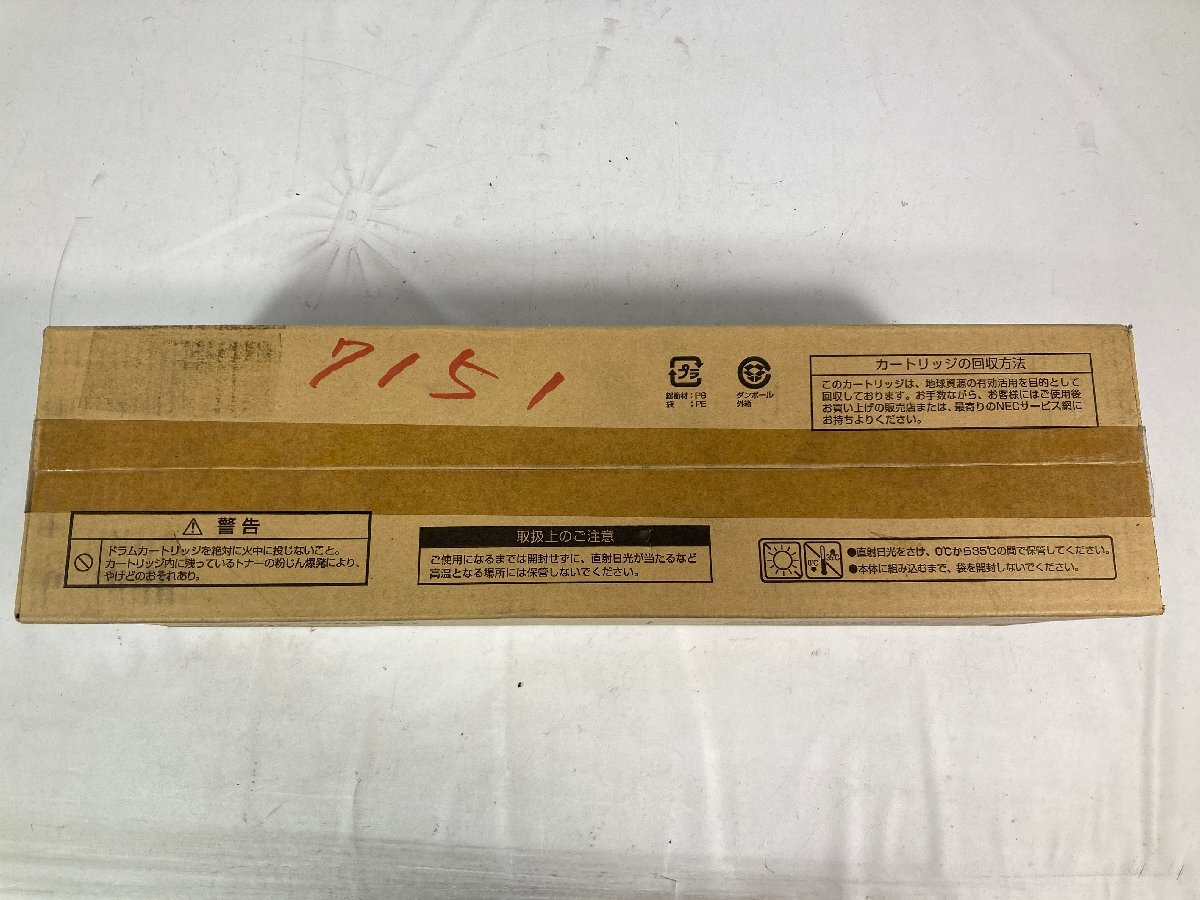 7151
プラ
緩衝材：PS
袋　：PE
ダンボール
外箱
カートリッジの回収方法
このカートリッジは、地球資源の有効活用を目的として
回収しております。お手数ながら、お客様にはご使用後
お買い上げの販売店または、最寄りのNECサービス網に
お持ちよりください。
警告
ドラムカートリッジを絶対に火中に投じないこと。
カートリッジ内に残っているトナーの粉じん爆発により、
やけどのおそれあり。
取扱上のご注意
ご使用になるまでは開封せずに、直射日光が当たるなど
高温となる場所には保管しないでください。
0℃ 35℃
●直射日光をさけ、0℃から35℃の間で保管してください。
●本体に組み込むまで、袋を開封しないでください。